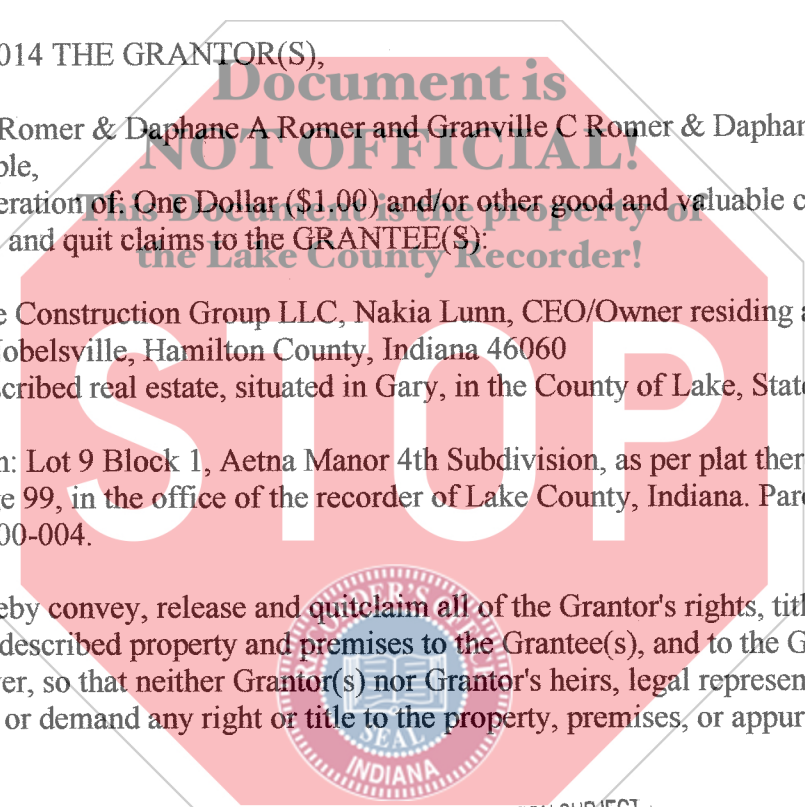 014 THE GRANTOR(S),
Document is
Romer & Daphane A Romer and Granville C Romer & Daphan
NOT OFFICIAL!
ble,
eration of: One Dollar ($1.00) and/or other good and valuable c
This Document is the property of
and quit claims to the GRANTEE(S):
the Lake County Recorder!
e Construction Group LLC, Nakia Lunn, CEO/Owner residing a
Nobelsville, Hamilton County, Indiana 46060
scribed real estate, situated in Gary, in the County of Lake, State
STOP
n: Lot 9 Block 1, Aetna Manor 4th Subdivision, as per plat ther
e 99, in the office of the recorder of Lake County, Indiana. Parc
00-004.
eby convey, release and quitclaim all of the Grantor's rights, titl
described property and premises to the Grantee(s), and to the G
ver, so that neither Grantor(s) nor Grantor's heirs, legal represen
or demand any right or title to the property, premises, or appur
RECORDER'S OFFICE
SEAL
INDIANA
SUBJECT